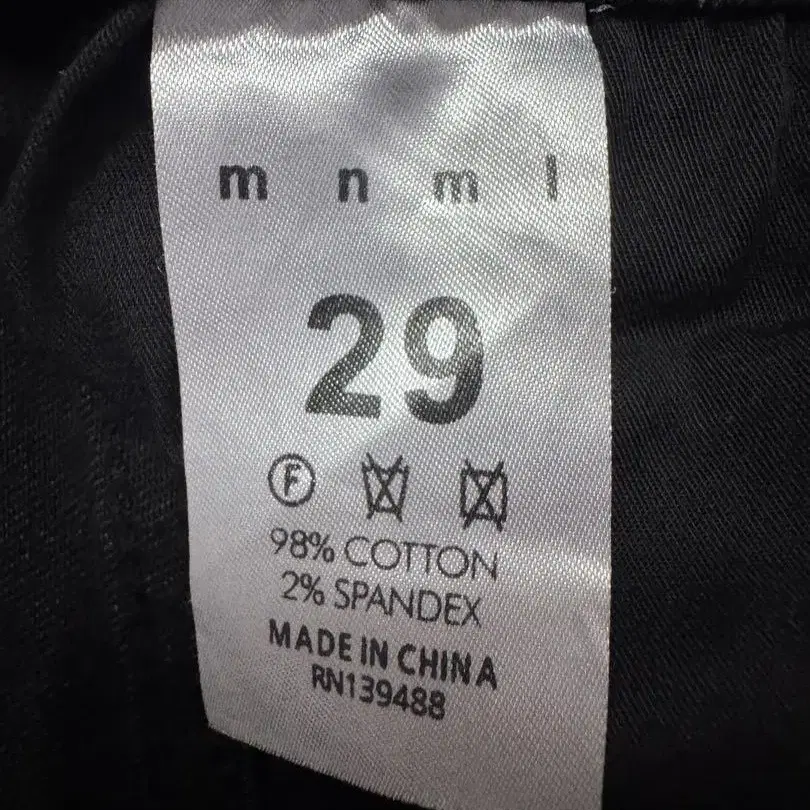 m n m l
29
F
98% COTTON
2% SPANDEX
MADE IN CHINA
RN139488